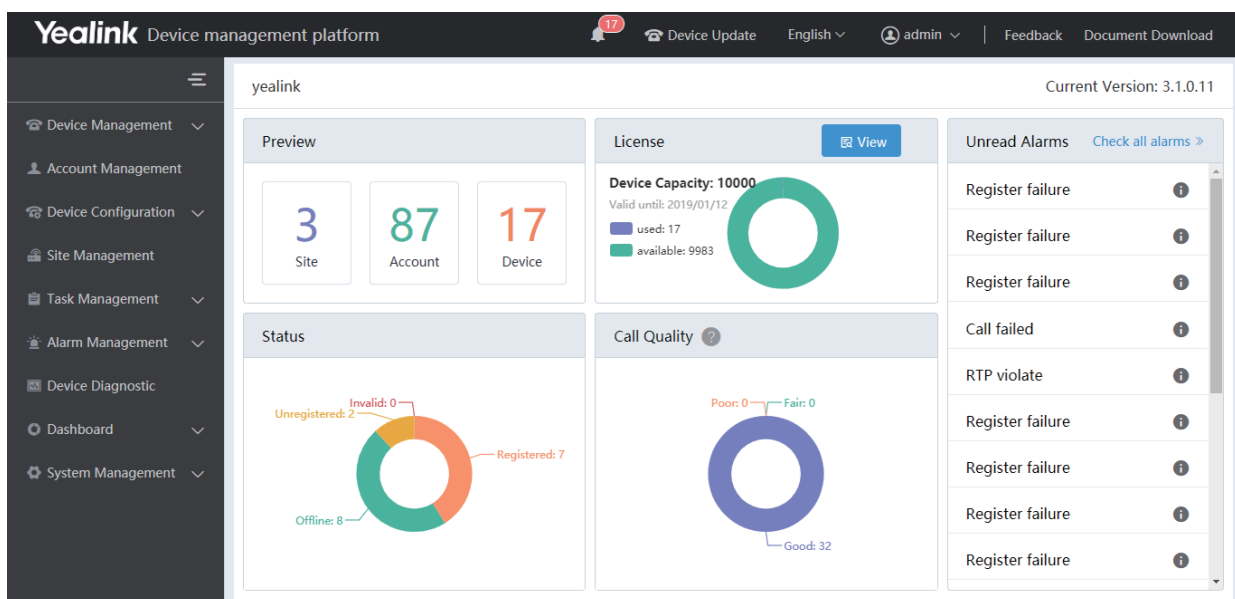 Yealink Device management platform
17
Device Update
English
admin
Feedback
Document Download
Device Management
Account Management
Device Configuration
Site Management
Task Management
Alarm Management
Device Diagnostic
Dashboard
System Management
yealink
Current Version: 3.1.0.11
Preview
3
Site
87
Account
17
Device
License
View
Device Capacity: 10000
Valid until: 2019/01/12
used: 17
available: 9983
Status
Invalid: 0
Unregistered: 2
Registered: 7
Offline: 8
Call Quality ?
Poor: 0
Fair: 0
Good: 32
Unread Alarms
Check all alarms »
Register failure
Register failure
Register failure
Call failed
RTP violate
Register failure
Register failure
Register failure
Register failure